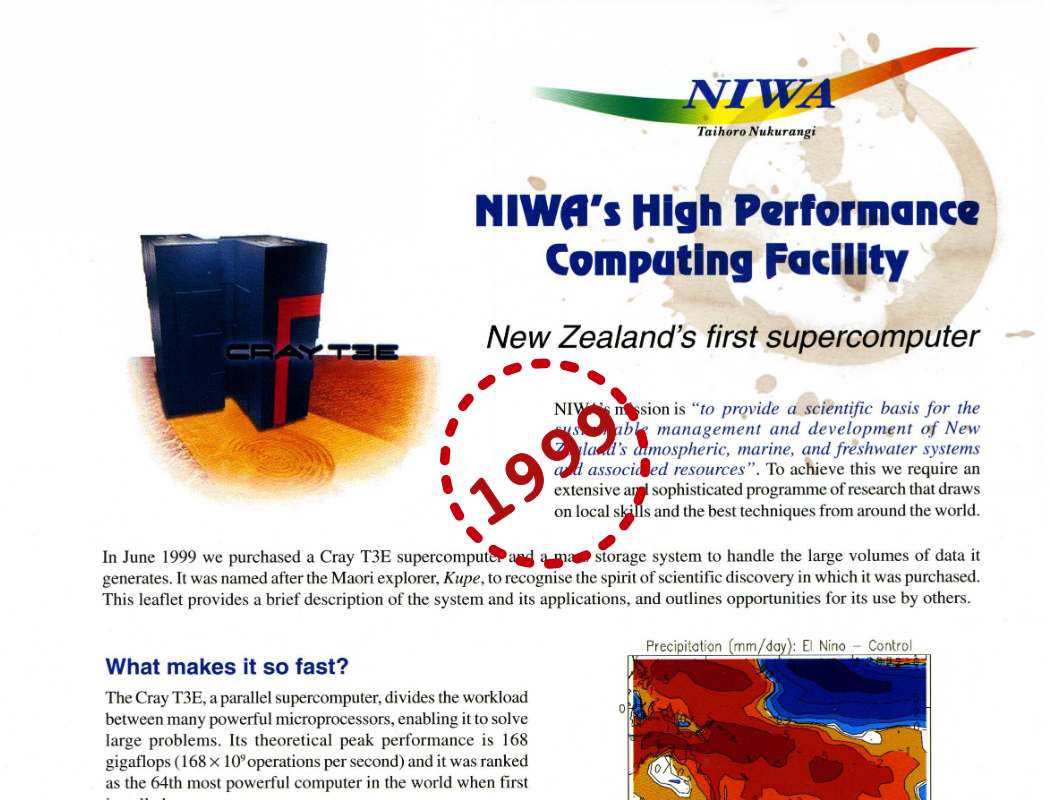 NIWA
Taihoro Nukurangi
NIWA's High Performance
Computing Facility
New Zealand's first supercomputer
CRAY T3E
1999
NIWA's mission is "to provide a scientific basis for the
sustainable management and development of New
Zealand's atmospheric, marine, and freshwater systems
and associated resources". To achieve this we require an
extensive and sophisticated programme of research that draws
on local skills and the best techniques from around the world.
In June 1999 we purchased a Cray T3E supercomputer and a mass storage system to handle the large volumes of data it
generates. It was named after the Maori explorer, Kupe, to recognise the spirit of scientific discovery in which it was purchased.
This leaflet provides a brief description of the system and its applications, and outlines opportunities for its use by others.
What makes it so fast?
The Cray T3E, a parallel supercomputer, divides the workload
between many powerful microprocessors, enabling it to solve
large problems. Its theoretical peak performance is 168
gigaflops (168 × 10⁹ operations per second) and it was ranked
as the 64th most powerful computer in the world when first
Precipitation (mm/day): El Nino – Control
0